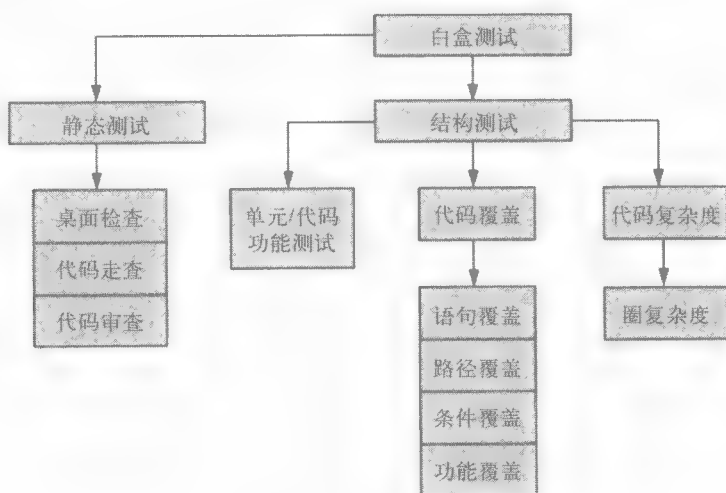 白盒测试
静态测试
结构测试
桌面检查
代码走查
代码审查
单元/代码
功能测试
代码覆盖
代码复杂度
语句覆盖
路径覆盖
条件覆盖
功能覆盖
圈复杂度